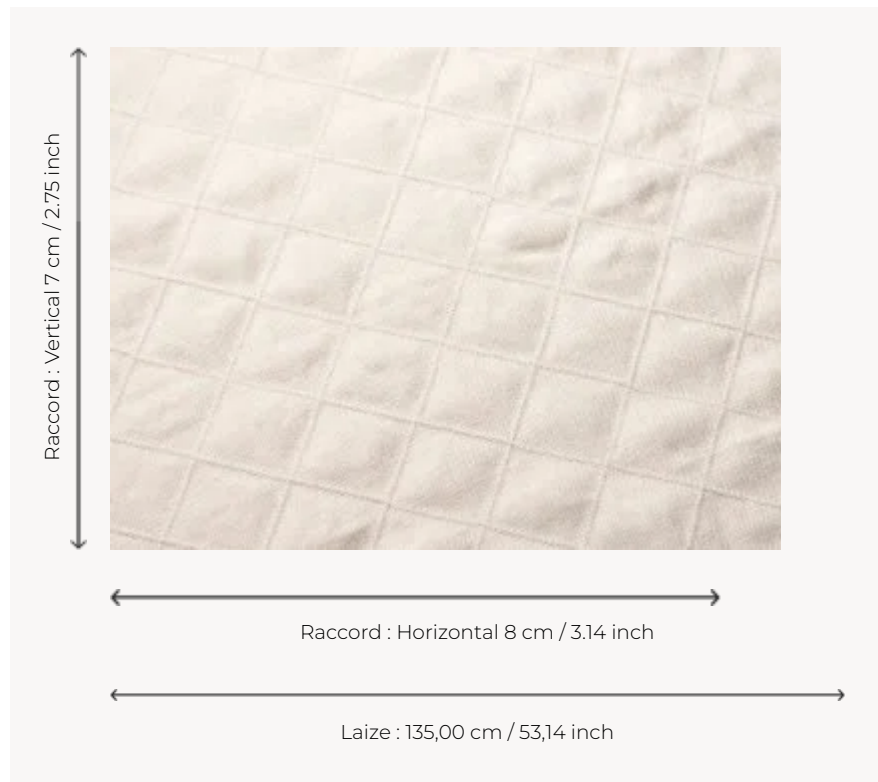 Raccord : Vertical 7 cm / 2.75 inch
Raccord : Horizontal 8 cm / 3.14 inch
Laize : 135,00 cm / 53,14 inch